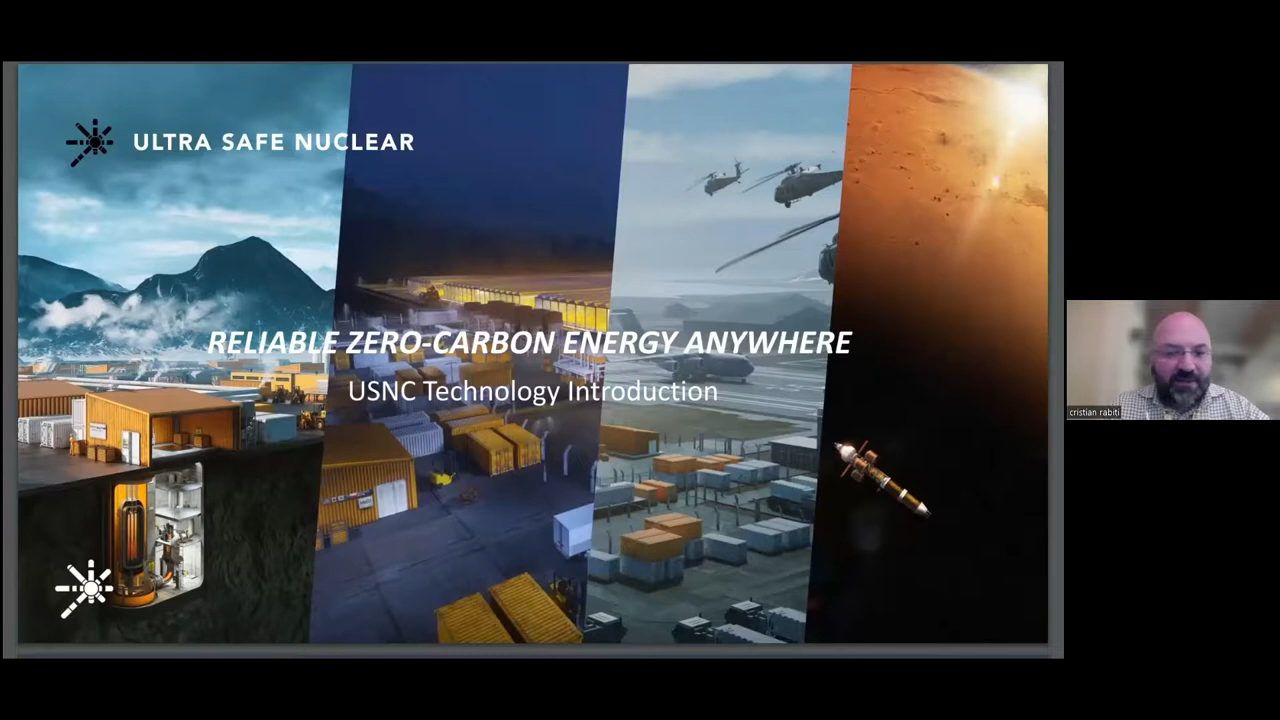 ULTRA SAFE NUCLEAR
RELIABLE ZERO-CARBON ENERGY ANYWHERE
USNC Technology Introduction
cristian rabiti